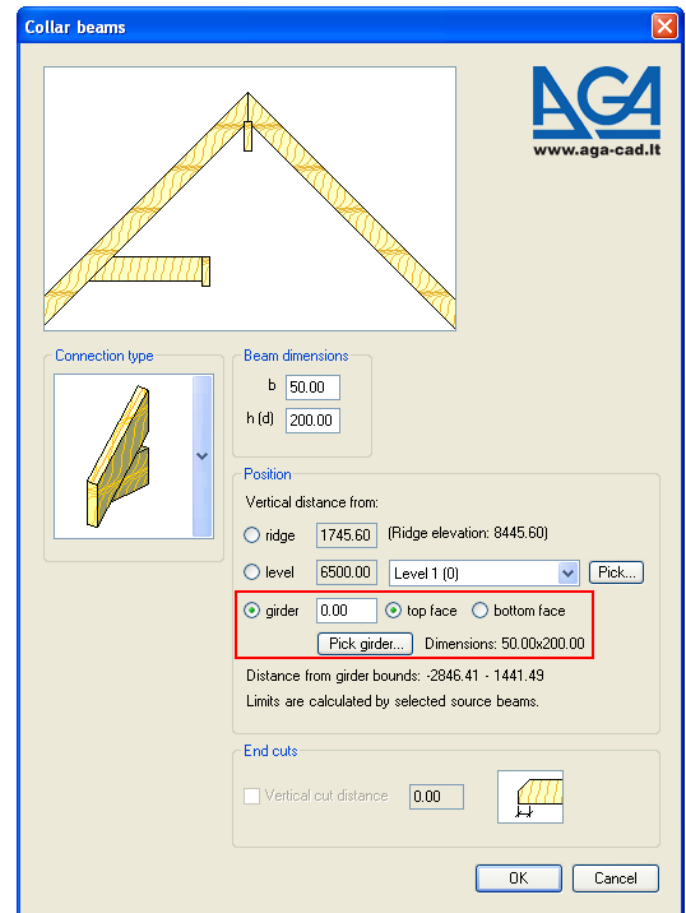 Collar beams
AGA
www.aga-cad.lt
Connection type
Beam dimensions
b 50.00
h (d) 200.00
Position
Vertical distance from:
ridge 1745.60 (Ridge elevation: 8445.60)
level 6500.00 Level 1 (0) Pick...
girder 0.00 top face bottom face
Pick girder... Dimensions: 50.00x200.00
Distance from girder bounds: -2846.41 - 1441.49
Limits are calculated by selected source beams.
End cuts
Vertical cut distance 0.00
OK Cancel